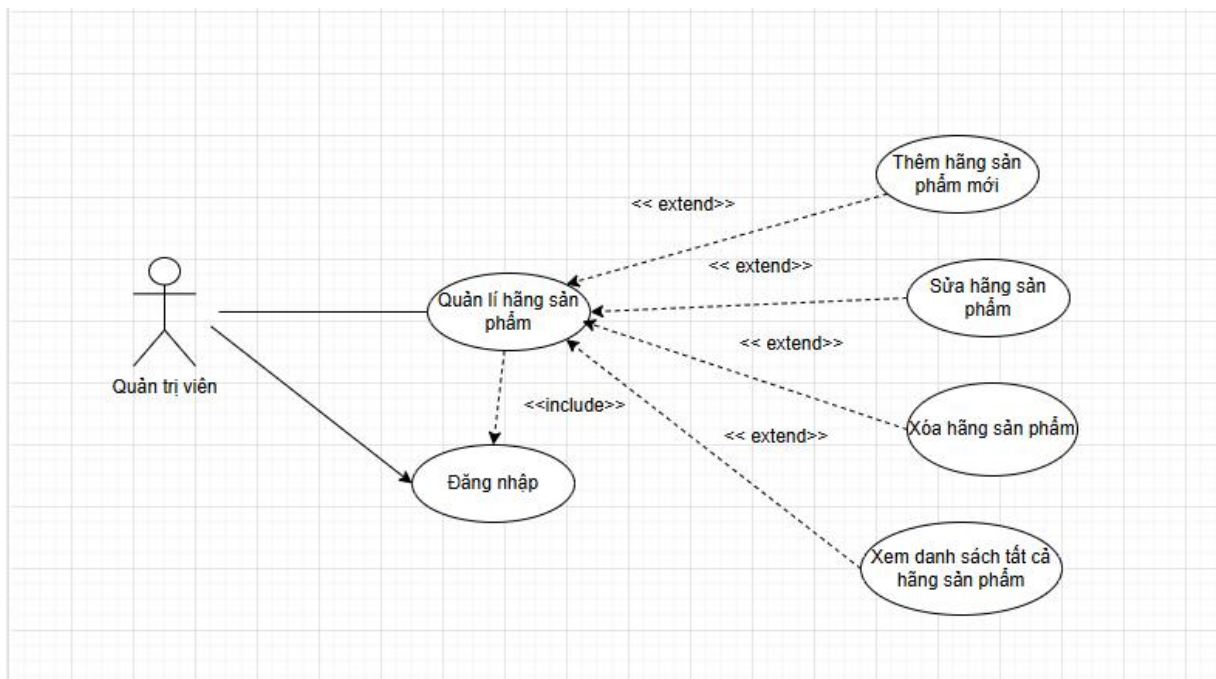 Thêm hãng sản
phẩm mới
<< extend>>
<< extend>>
Sửa hãng sản
phẩm
Quản lí hãng sản
phẩm
<< extend>>
Quản trị viên
<<include>>
Xóa hãng sản phẩm
<< extend>>
Đăng nhập
Xem danh sách tất cả
hãng sản phẩm